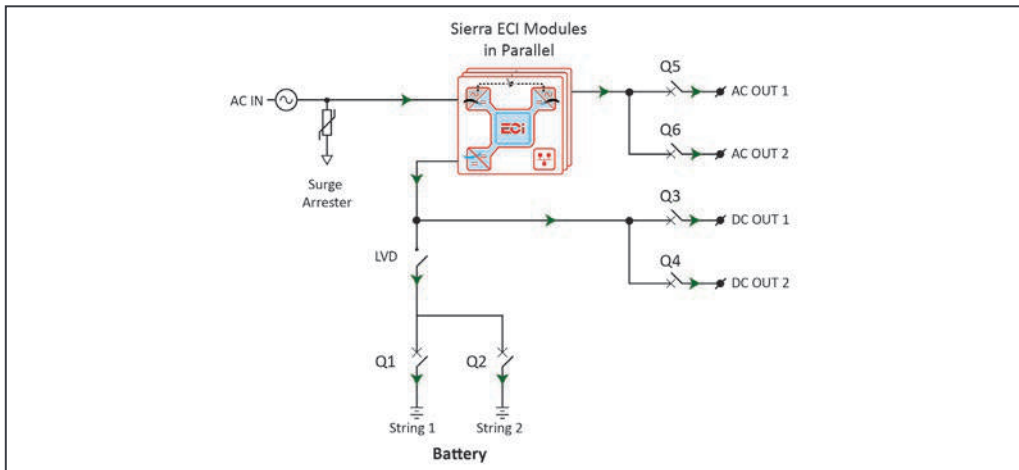 Sierra ECI Modules
in Parallel
AC IN
ECi
Surge
Arrester
Q5
AC OUT 1
Q6
AC OUT 2
Q3
DC OUT 1
Q4
DC OUT 2
LVD
Q1
Q2
String 1
String 2
Battery